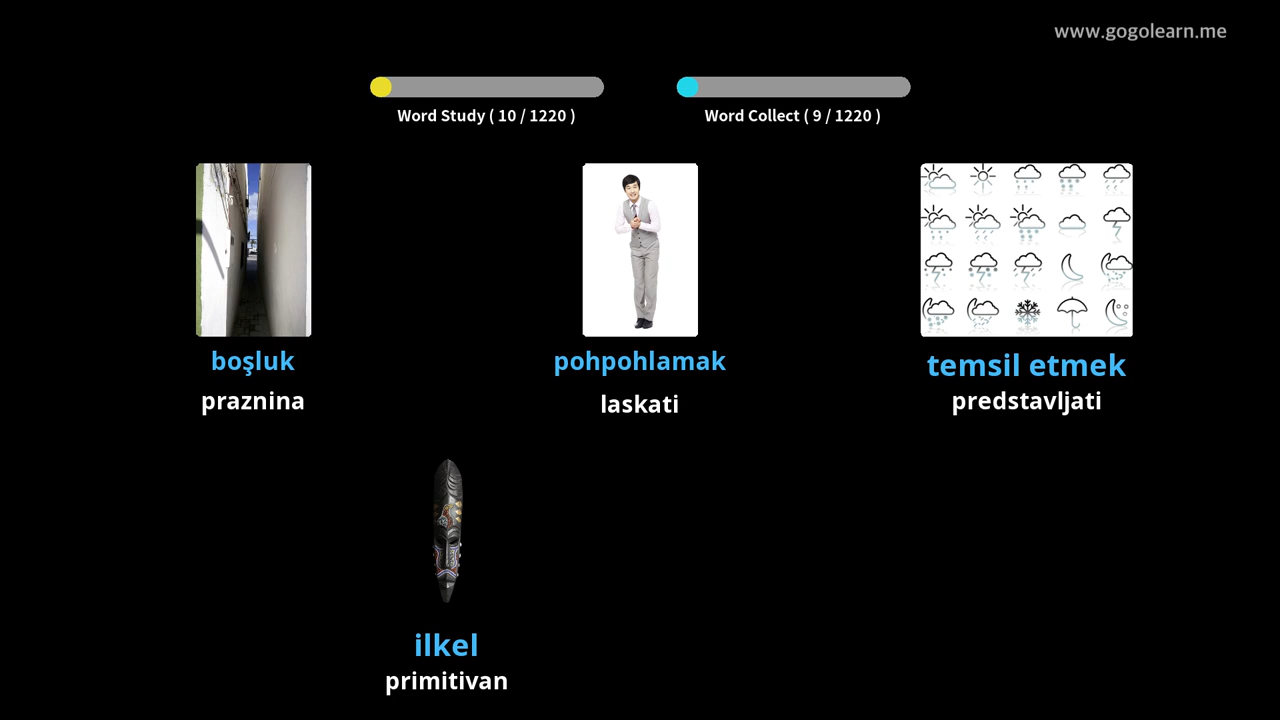 www.gogolearn.me
Word Study ( 10 / 1220 )
Word Collect ( 9 / 1220 )
boşluk
praznina
pohpohlamak
laskati
temsil etmek
predstavljati
ilkel
primitivan